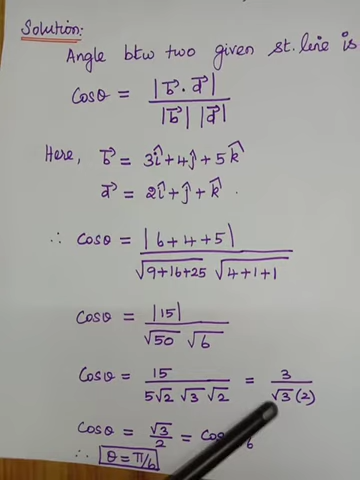 Solution:
Angle btw two given st. line is
Cosθ = |b⃗ . d⃗| / |b⃗| |d⃗|
Here, b⃗ = 3î+4ĵ+5k̂
d⃗ = 2î+ĵ+k̂.
∴ Cosθ = |6+4+5| / √9+16+25 √4+1+1
Cosθ = |15| / √50 √6
Cosθ = 15 / 5√2 √3 √2 = 3 / √3 (2)
Cosθ = √3/2 = Cos
∴ θ = π/6